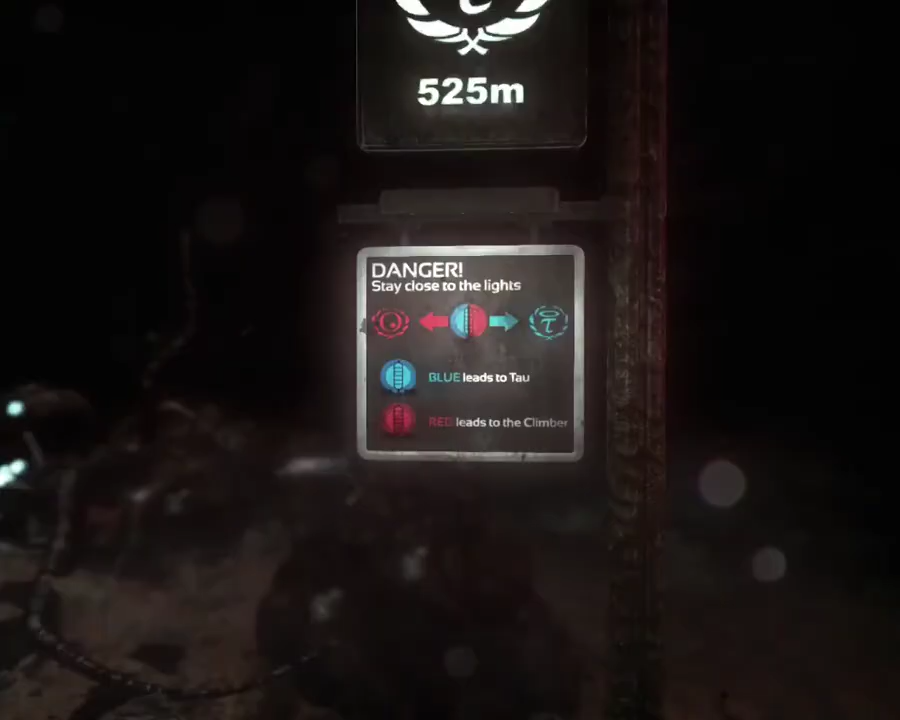 τ
525m
DANGER!
Stay close to the lights
τ
BLUE leads to Tau
RED leads to the Climber